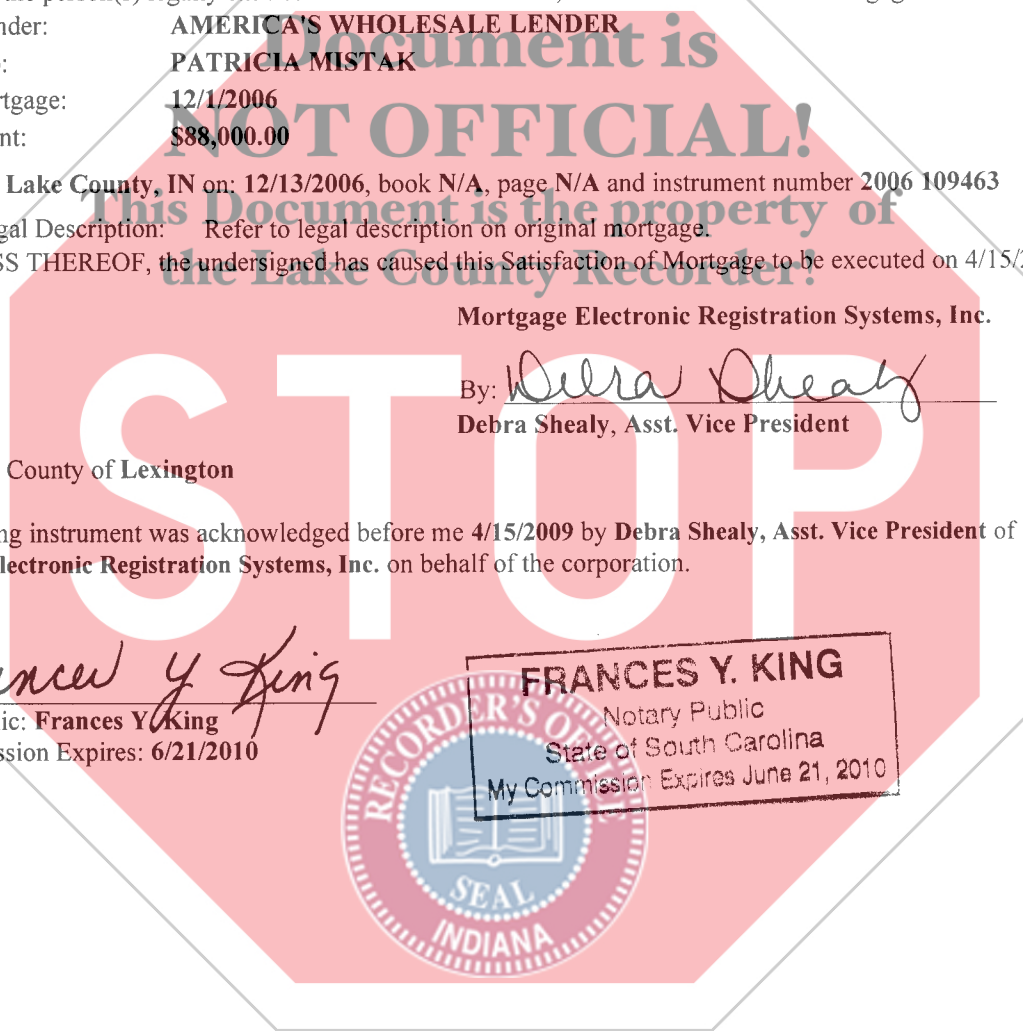 nder: AMERICA'S WHOLESALE LENDER
Document is
: PATRICIA MISTAK
rtgage: 12/1/2006
NOT OFFICIAL!
nt: $88,000.00
Lake County, IN on: 12/13/2006, book N/A, page N/A and instrument number 2006 109463
This Document is the property of
gal Description: Refer to legal description on original mortgage.
SS THEREOF, the undersigned has caused this Satisfaction of Mortgage to be executed on 4/15/2
the Lake County Recorder!
Mortgage Electronic Registration Systems, Inc.
STOP
By: Debra Shealy
Debra Shealy, Asst. Vice President
County of Lexington
ng instrument was acknowledged before me 4/15/2009 by Debra Shealy, Asst. Vice President of
lectronic Registration Systems, Inc. on behalf of the corporation.
ances Y King
ic: Frances Y King
ssion Expires: 6/21/2010
FRANCES Y. KING
Notary Public
State of South Carolina
My Commission Expires June 21, 2010
RECORDER'S OFFICE
SEAL
INDIANA